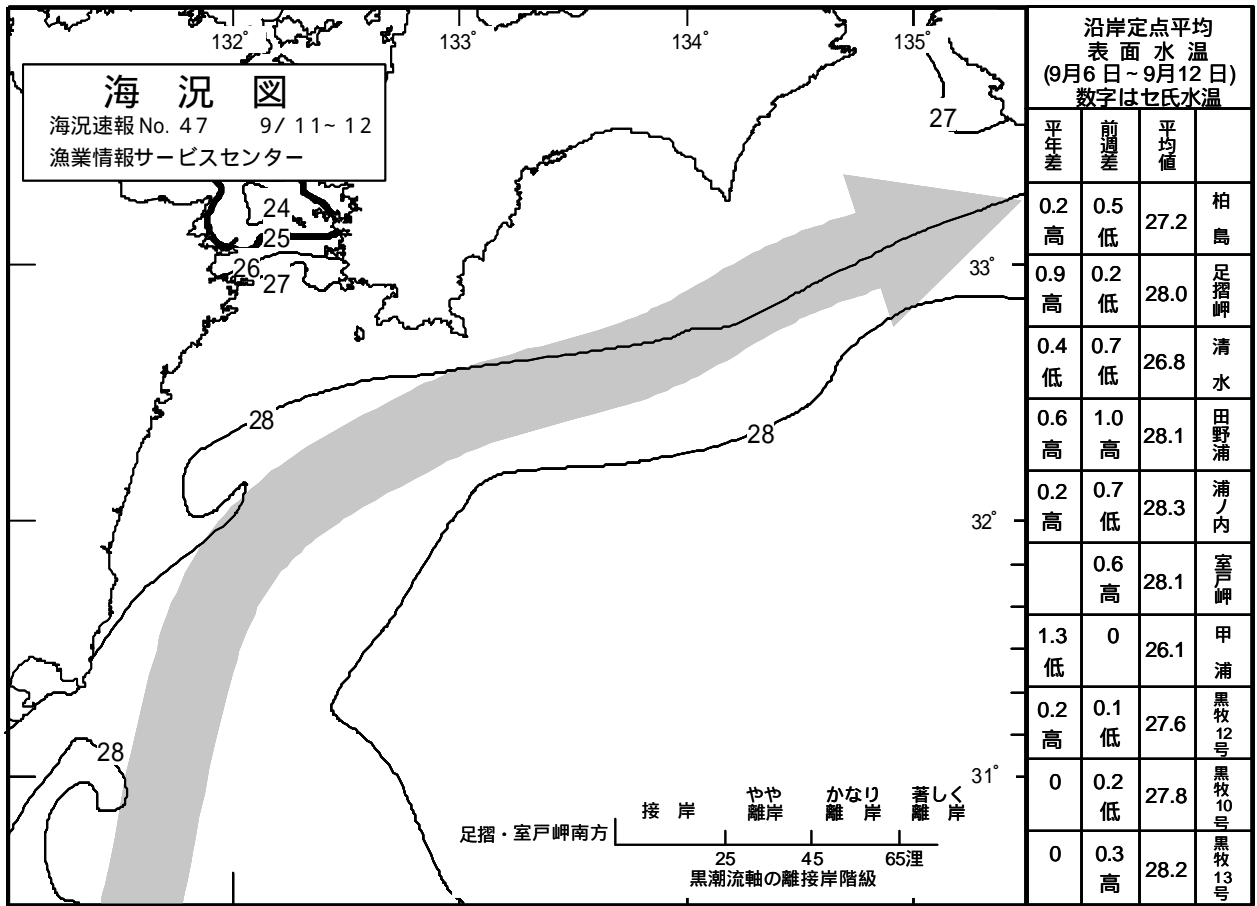 132°
133°
134°
135°
海 況 図
海況速報 No. 47 9/ 11~ 12
漁業情報サービスセンター
27
24
25
26
27
33°
28
28
32°
28
31°
接 岸
やや離岸
かなり離岸
著しく離岸
足摺・室戸岬南方
25 45 65浬
黒潮流軸の離接岸階級
沿岸定点平均
表 面 水 温
(9月6 日~9月12 日)
数字はセ氏水温
平年差 前週差 平均値
0.2高 0.5低 27.2 柏島
0.9高 0.2低 28.0 足摺岬
0.4低 0.7低 26.8 清水
0.6高 1.0高 28.1 田野浦
0.2高 0.7低 28.3 浦ノ内
0.6高 28.1 室戸岬
1.3低 0 26.1 甲浦
0.2高 0.1低 27.6 黒牧12号
0 0.2低 27.8 黒牧10号
0 0.3高 28.2 黒牧13号